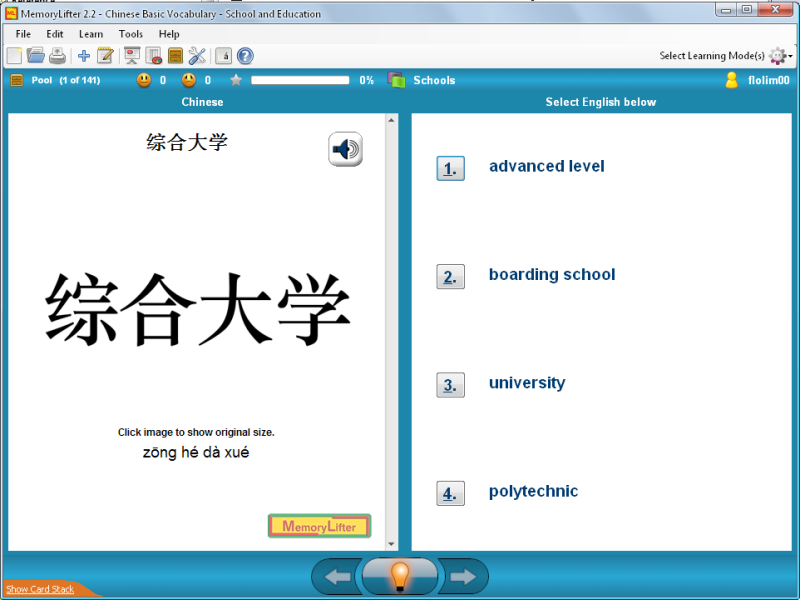 MemoryLifter 2.2 - Chinese Basic Vocabulary - School and Education
File Edit Learn Tools Help
Select Learning Mode(s)
Pool (1 of 141) 0 0 0% Schools flolim00
Chinese
Select English below
综合大学
综合大学
Click image to show original size.
zōng hé dà xué
MemoryLifter
1. advanced level
2. boarding school
3. university
4. polytechnic
Show Card Stack